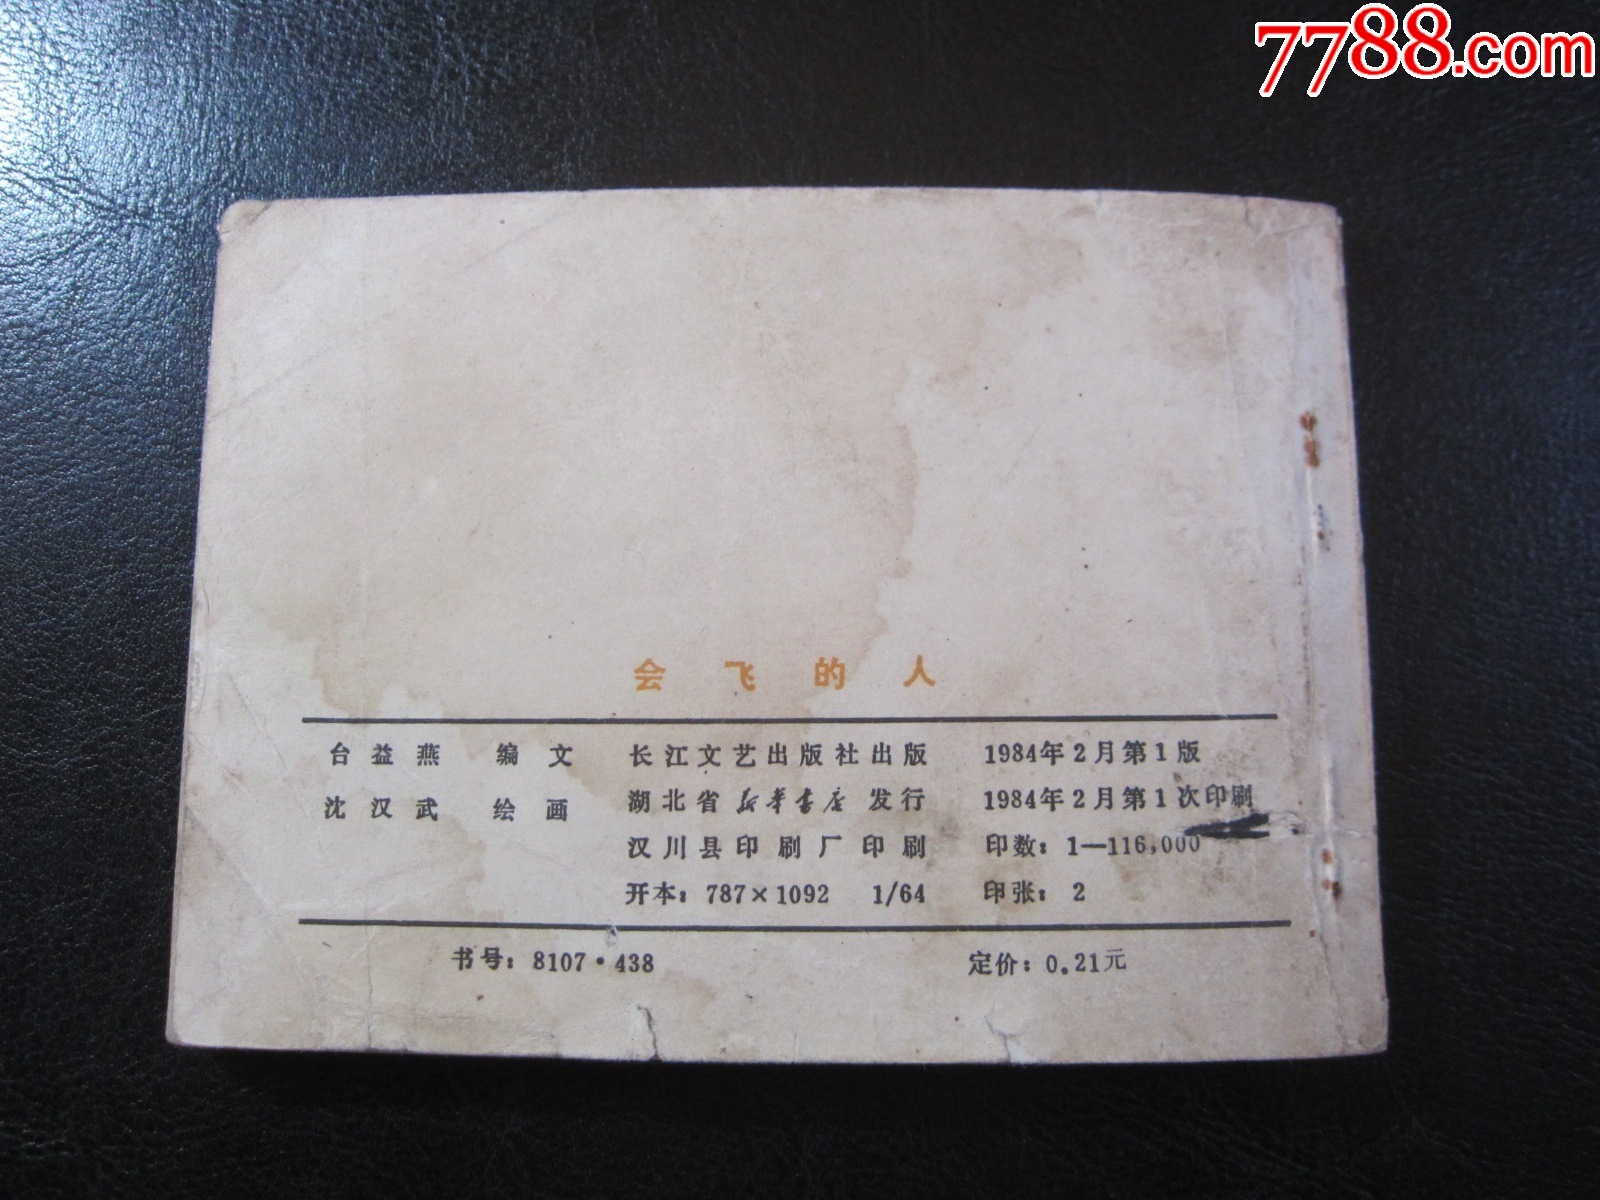 7788.com
会飞的人
台益燕 编文
沈汉武 绘画
长江文艺出版社出版
湖北省新华书店发行
汉川县印刷厂印刷
开本：787×1092 1/64
1984年2月第1版
1984年2月第1次印刷
印数：1—116,000
印张：2
书号：8107·438
定价：0.21元